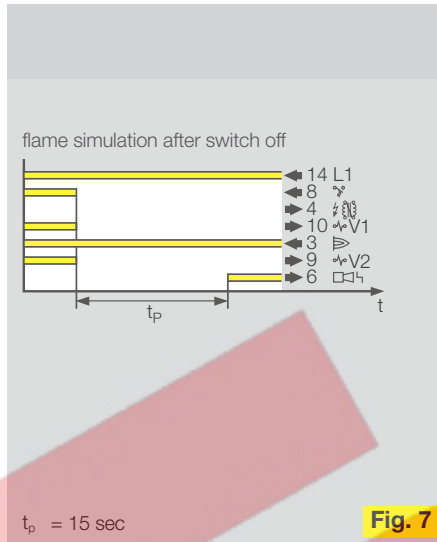 flame simulation after switch off
14 L1
8
4
10 V1
3
9 V2
6
tP
t
tp = 15 sec
Fig. 7